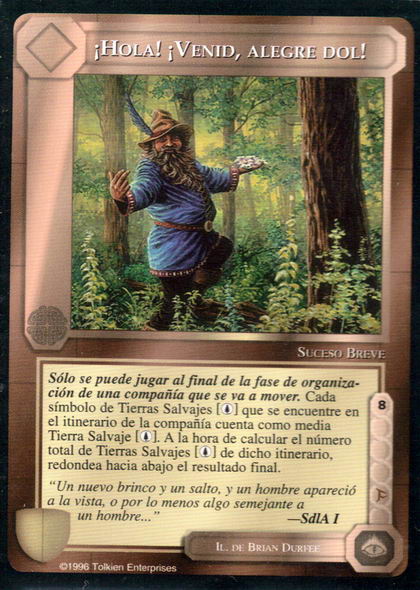 ¡Hola! ¡Venid, alegre dol!
Suceso Breve
Sólo se puede jugar al final de la fase de organiza-
ción de una compañía que se va a mover. Cada
símbolo de Tierras Salvajes [] que se encuentre en
el itinerario de la compañía cuenta como media
Tierra Salvaje []. A la hora de calcular el número
total de Tierras Salvajes [] de dicho itinerario,
redondea hacia abajo el resultado final.
8
“Un nuevo brinco y un salto, y un hombre apareció
a la vista, o por lo menos algo semejante a
un hombre...”
—SdlA I
Il. de Brian Durfee
©1996 Tolkien Enterprises